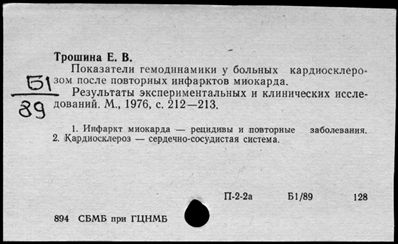 Трошина Е. В.
Показатели гемодинамики у больных кардиосклеро-
зом после повторных инфарктов миокарда.
Б1
89
Результаты экспериментальных и клинических иссле-
дований. М., 1976, с. 212—213.
1. Инфаркт миокарда — рецидивы и повторные заболевания.
2. Кардиосклероз — сердечно-сосудистая система.
П-2-2а Б1/89 128
894 СБМБ при ГЦНМБ